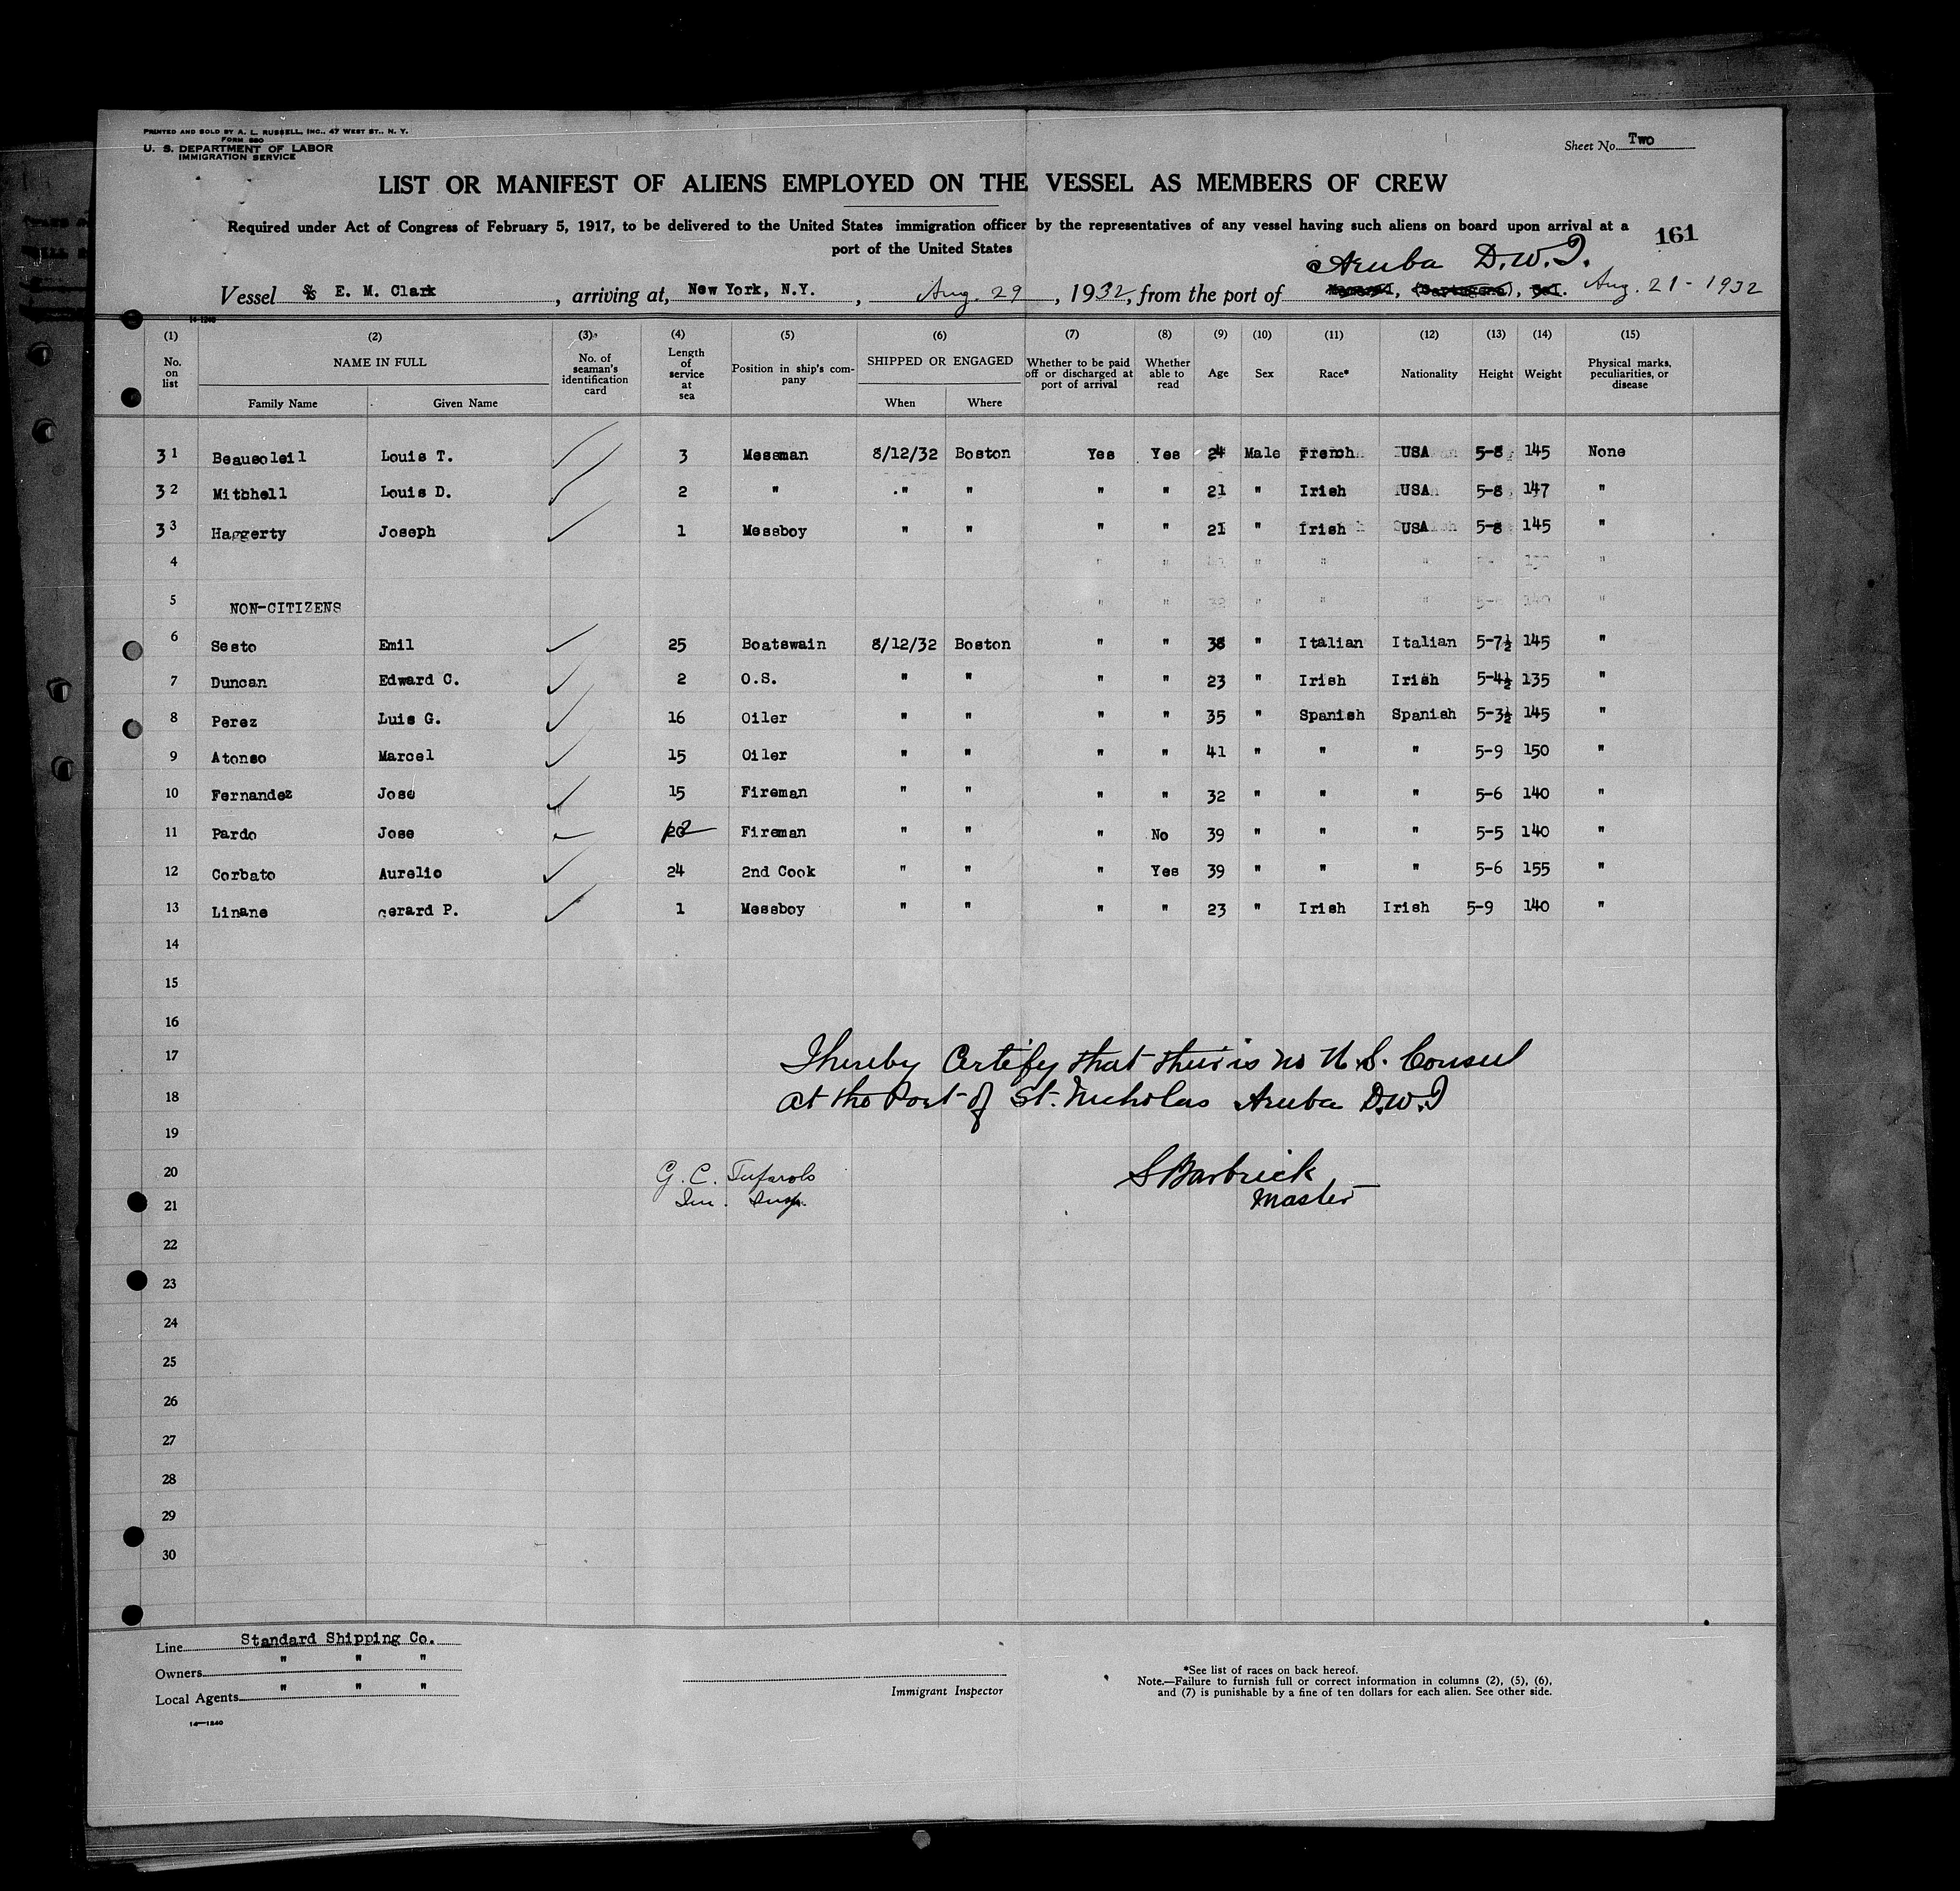 PRINTED AND SOLD BY A. L. RUSSELL, INC., 47 WEST ST., N. Y.
FORM 680
U. S. DEPARTMENT OF LABOR
IMMIGRATION SERVICE
Sheet No. Two
LIST OR MANIFEST OF ALIENS EMPLOYED ON THE VESSEL AS MEMBERS OF CREW
Required under Act of Congress of February 5, 1917, to be delivered to the United States immigration officer by the representatives of any vessel having such aliens on board upon arrival at a
port of the United States
161
Aruba D.W.I.
Vessel S/S E. M. Clark, arriving at, New York, N.Y., Aug. 29, 1932, from the port of Aug. 21 - 1932
14-1240
(1) (2) (3) (4) (5) (6) (7) (8) (9) (10) (11) (12) (13) (14) (15)
No. on list NAME IN FULL No. of seaman's identification card Length of service at sea Position in ship's company SHIPPED OR ENGAGED Whether to be paid off or discharged at port of arrival Whether able to read Age Sex Race* Nationality Height Weight Physical marks, peculiarities, or disease
Family Name Given Name When Where
31 Beausoleil Louis T. 3 Messman 8/12/32 Boston Yes Yes 24 Male French USA 5-8 145 None
32 Mitchell Louis D. 2 " " " " " 21 " Irish USA 5-8 147 "
33 Haggerty Joseph 1 Messboy " " " " 21 " Irish USA 5-8 145 "
4 " " " " " "
5 NON-CITIZENS " " 32 " " " 140 "
6 Sesto Emil 25 Boatswain 8/12/32 Boston " " 38 " Italian Italian 5-7½ 145 "
7 Duncan Edward C. 2 O.S. " " " " 23 " Irish Irish 5-4½ 135 "
8 Perez Luis G. 16 Oiler " " " " 35 " Spanish Spanish 5-3½ 145 "
9 Atonso Marcel 15 Oiler " " " " 41 " " " 5-9 150 "
10 Fernandez Jose 15 Fireman " " " " 32 " " " 5-6 140 "
11 Pardo Jose Fireman " " " No 39 " " " 5-5 140 "
12 Corbato Aurelio 24 2nd Cook " " " Yes 39 " " " 5-6 155 "
13 Linane Gerard P. 1 Messboy " " " " 23 " Irish Irish 5-9 140 "
14
15
16
17
18
19
20
21
22
23
24
25
26
27
28
29
30
I hereby Certify that their is no U.S. Consul
at the Port of St. Nicholas Aruba D.W.I
G. C.
Im. Insp.
S Barbrick
Master
Line Standard Shipping Co.
Owners " " "
Local Agents " " "
14-1240
Immigrant Inspector
*See list of races on back hereof.
Note.—Failure to furnish full or correct information in columns (2), (5), (6),
and (7) is punishable by a fine of ten dollars for each alien. See other side.